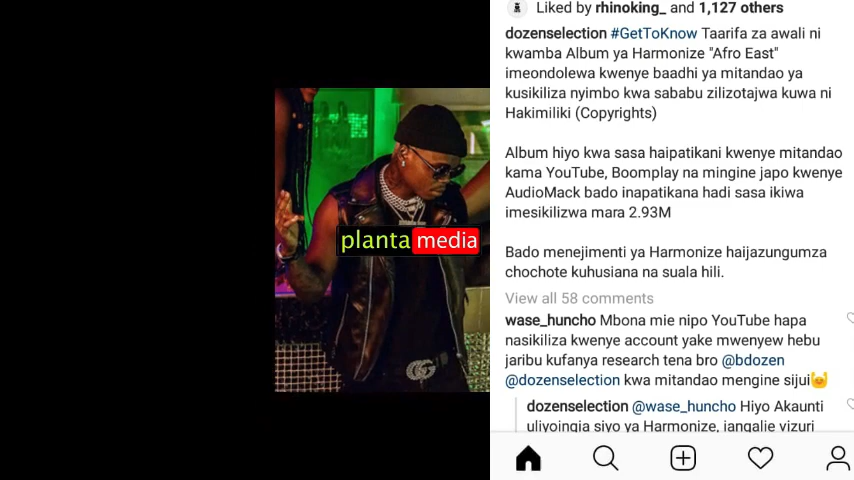 Liked by rhinoking_ and 1,127 others
dozenselection #GetToKnow Taarifa za awali ni
kwamba Album ya Harmonize "Afro East"
imeondolewa kwenye baadhi ya mitandao ya
kusikiliza nyimbo kwa sababu zilizotajwa kuwa ni
Hakimiliki (Copyrights)
Album hiyo kwa sasa haipatikani kwenye mitandao
kama YouTube, Boomplay na mingine japo kwenye
AudioMack bado inapatikana hadi sasa ikiwa
imesikilizwa mara 2.93M
Bado menejimenti ya Harmonize haijazungumza
chochote kuhusiana na suala hili.
View all 58 comments
wase_huncho Mbona mie nipo YouTube hapa
nasikiliza kwenye account yake mwenyew hebu
jaribu kufanya research tena bro @bdozen
@dozenselection kwa mitandao mengine sijui🤘
dozenselection @wase_huncho Hiyo Akaunti
uliyoingia siyo ya Harmonize, iangalie vizuri
planta media